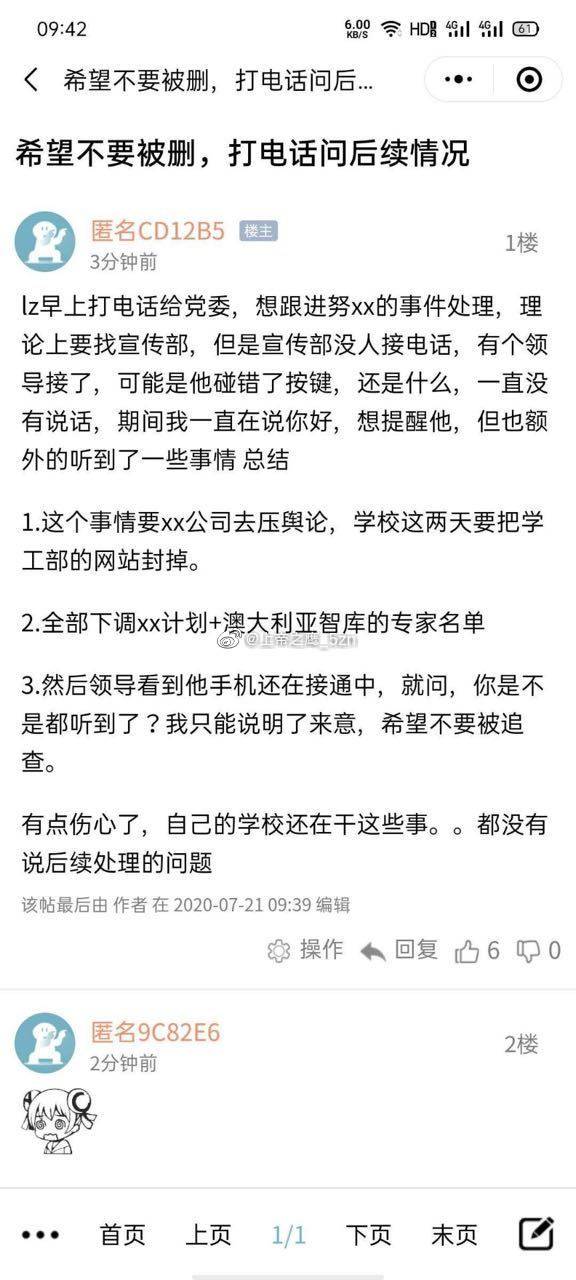 09:42
6.00
KB/S
HD
4G
4G
61
希望不要被删，打电话问后...
希望不要被删，打电话问后续情况
匿名CD12B5 楼主
1楼
3分钟前
lz早上打电话给党委，想跟进努xx的事件处理，理
论上要找宣传部，但是宣传部没人接电话，有个领
导接了，可能是他碰错了按键，还是什么，一直没
有说话，期间我一直在说你好，想提醒他，但也额
外的听到了一些事情 总结
1.这个事情要xx公司去压舆论，学校这两天要把学
工部的网站封掉。
2.全部下调xx计划+澳大利亚智库的专家名单
@上帝之鹰_5zn
3.然后领导看到他手机还在接通中，就问，你是不
是都听到了？我只能说明了来意，希望不要被追
查。
有点伤心了，自己的学校还在干这些事。。都没有
说后续处理的问题
该帖最后由 作者 在 2020-07-21 09:39 编辑
操作 回复 6 0
匿名9C82E6
2楼
2分钟前
首页 上页 1/1 下页 末页